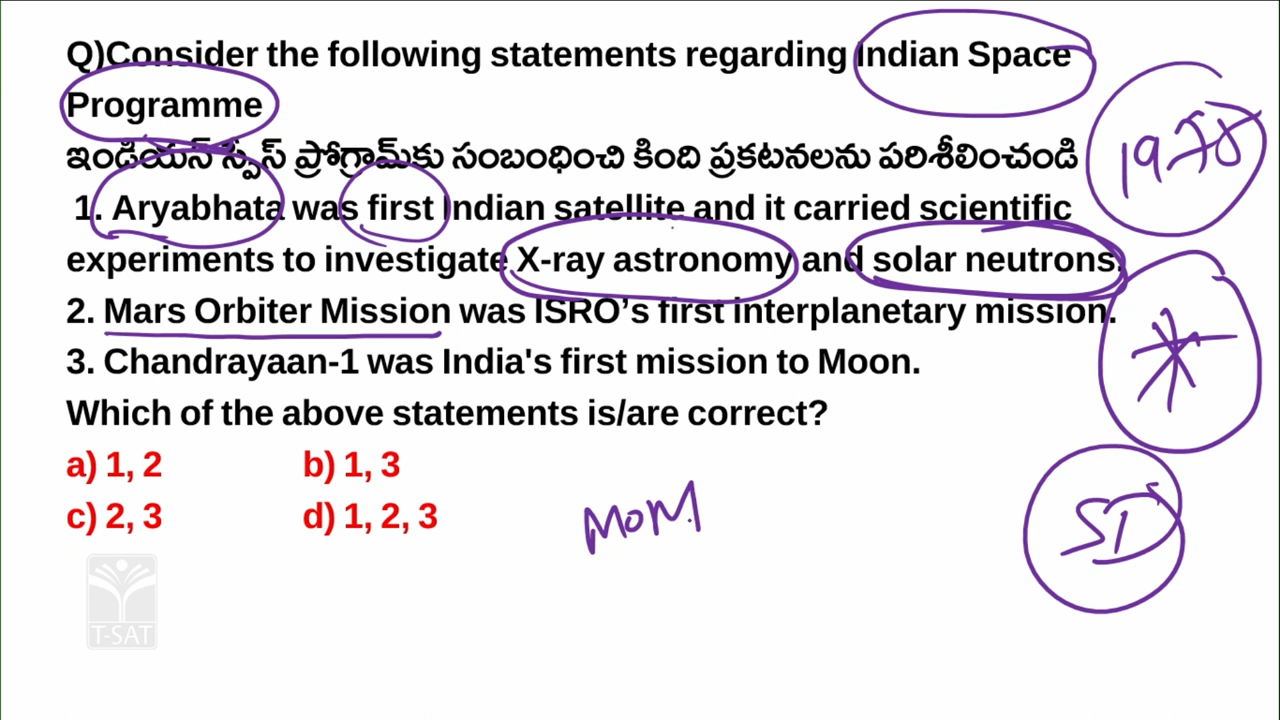 Q)Consider the following statements regarding Indian Space
Programme
ఇండియన్ స్పేస్ ప్రోగ్రామ్‌కు సంబంధించి కింది ప్రకటనలను పరిశీలించండి
1. Aryabhata was first Indian satellite and it carried scientific
experiments to investigate X-ray astronomy and solar neutrons.
2. Mars Orbiter Mission was ISRO’s first interplanetary mission.
3. Chandrayaan-1 was India's first mission to Moon.
Which of the above statements is/are correct?
a) 1, 2 b) 1, 3
c) 2, 3 d) 1, 2, 3
MOM
T-SAT